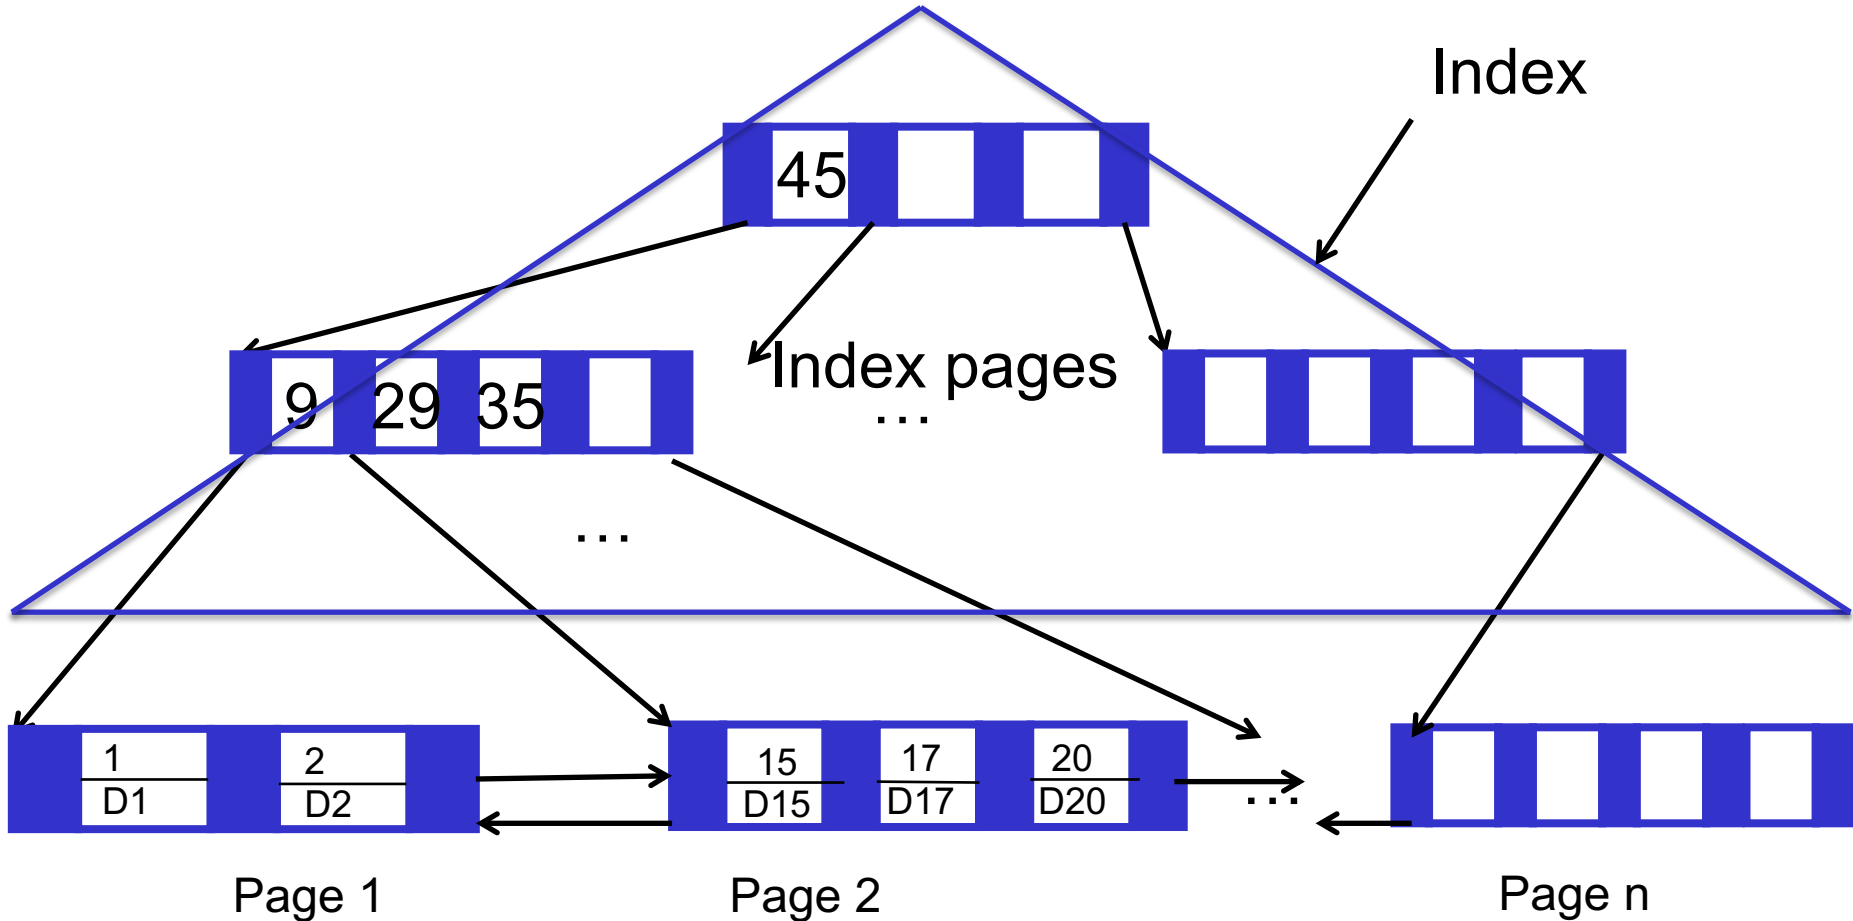 Index
45
Index pages
…
9 29 35
…
1 2 15 17 20
D1 D2 D15 D17 D20
…
Page 1 Page 2 Page n